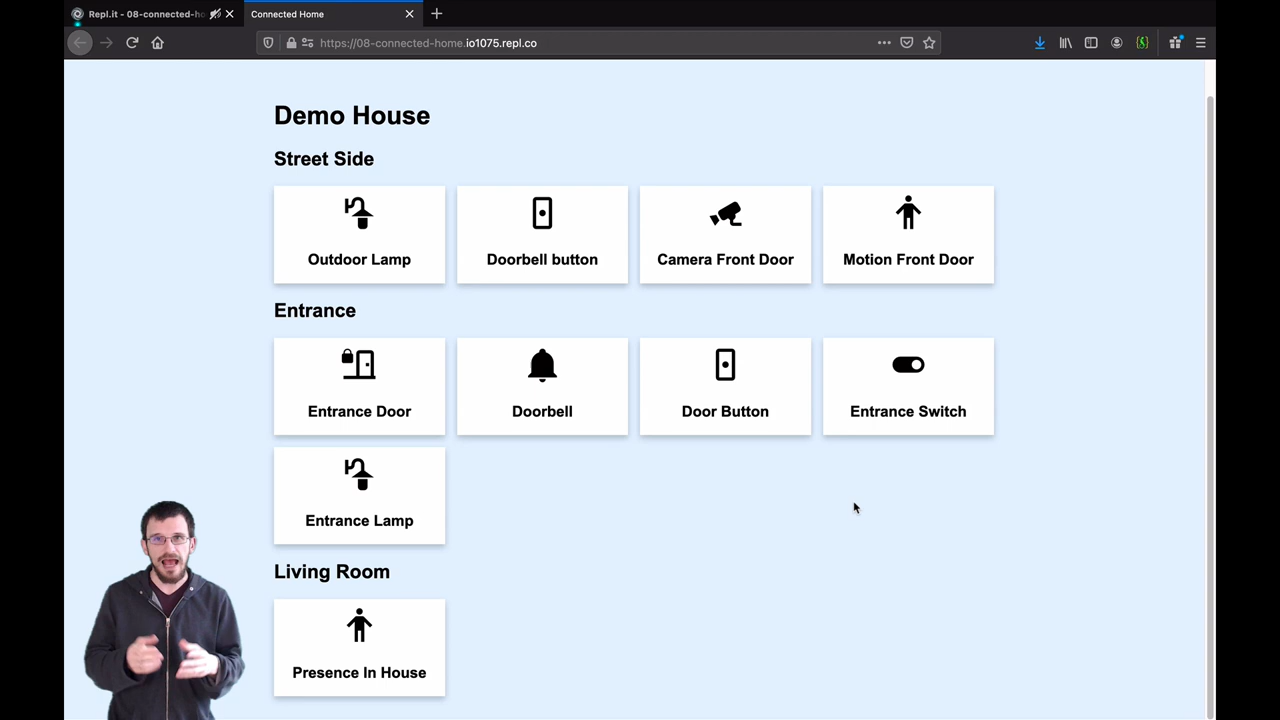 Repl.it - 08-connected-ho
Connected Home
https://08-connected-home.io1075.repl.co
Demo House
Street Side
Outdoor Lamp
Doorbell button
Camera Front Door
Motion Front Door
Entrance
Entrance Door
Doorbell
Door Button
Entrance Switch
Entrance Lamp
Living Room
Presence In House